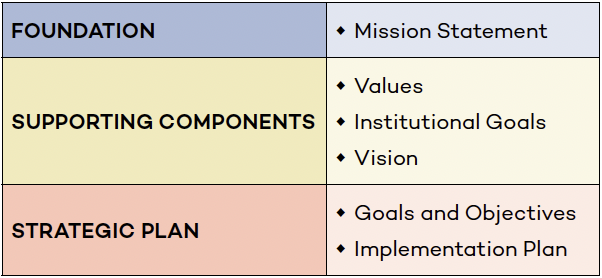 FOUNDATION
◆ Mission Statement
SUPPORTING COMPONENTS
◆ Values
◆ Institutional Goals
◆ Vision
STRATEGIC PLAN
◆ Goals and Objectives
◆ Implementation Plan